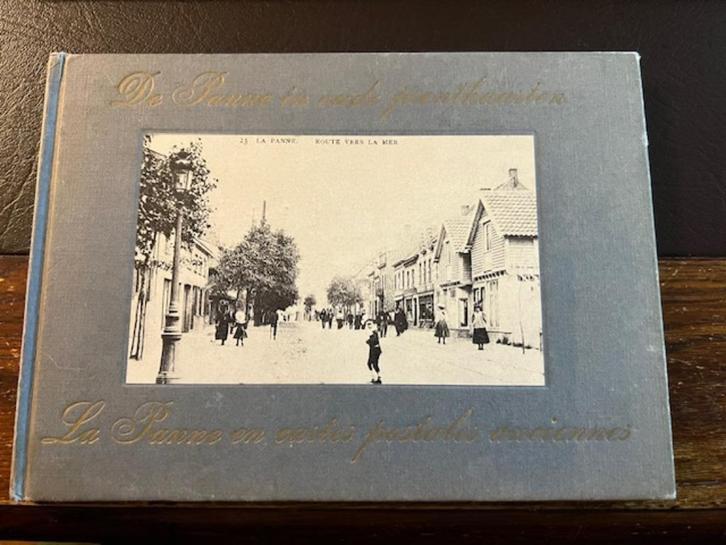 De Panne in oude prentkaarten
23 LA PANNE. ROUTE VERS LA MER
La Panne en cartes postales anciennes